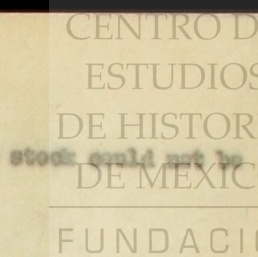 CENTRO D
ESTUDIOS
DE HISTOR
stock could not be
DE MEXIC
FUNDACI